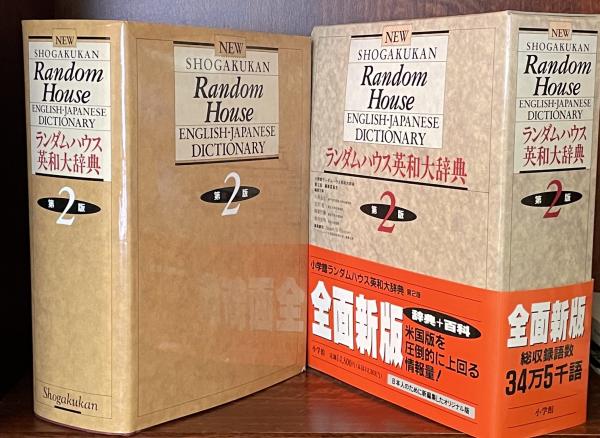 NEW
SHOGAKUKAN
Random
House
ENGLISH-JAPANESE
DICTIONARY
ランダムハウス
英和大辞典
第2版
Shogakukan
NEW
SHOGAKUKAN
Random
House
ENGLISH-JAPANESE
DICTIONARY
第2版
全面新
NEW
SHOGAKUKAN
Random
House
ENGLISH-JAPANESE
DICTIONARY
ランダムハウス英和大辞典
第2版
小学館ランダムハウス英和大辞典 第2版
全面新版
辞典+百科
米国版を
圧倒的に上回る
情報量!
小学館
日本人のために新編集したオリジナル版
NEW
SHOGAKUKAN
Random
House
ENGLISH-JAPANESE
DICTIONARY
ランダムハウス
英和大辞典
第2版
全面新版
総収録語数
34万5千語
小学館